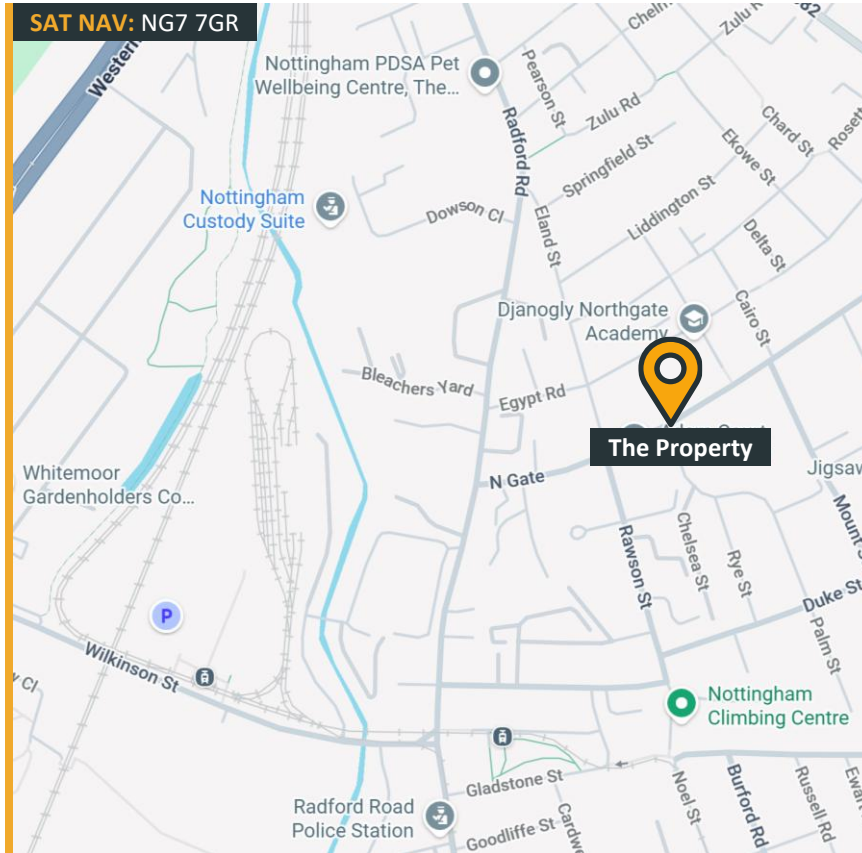 SAT NAV: NG7 7GR
Western
Nottingham PDSA Pet
Wellbeing Centre, The...
Radford Rd
Pearson St
Zulu Rd
Zulu Rd
Chard St
Ekowe St
Springfield St
Nottingham
Custody Suite
Dowson Cl
Eland St
Liddington St
Delta St
Cairo St
Djanogly Northgate
Academy
Bleachers Yard
Egypt Rd
The Property
N Gate
Jigsaw
Whitemoor
Gardenholders Co...
Chelsea St
Rye St
Rawson St
Duke St
Palm St
P
Wilkinson St
Nottingham
Climbing Centre
Gladstone St
Noel St
Burford Rd
Russell Rd
Radford Road
Police Station
Goodliffe St